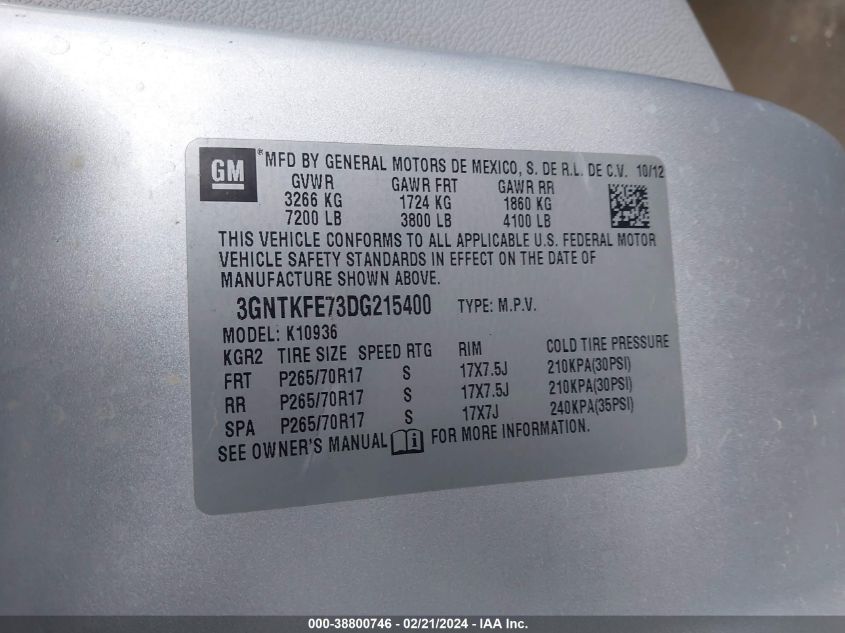 GM
®MFD BY GENERAL MOTORS DE MEXICO, S. DE R.L. DE C.V. 10/12
GVWR GAWR FRT GAWR RR
3266 KG 1724 KG 1860 KG
7200 LB 3800 LB 4100 LB
THIS VEHICLE CONFORMS TO ALL APPLICABLE U.S. FEDERAL MOTOR
VEHICLE SAFETY STANDARDS IN EFFECT ON THE DATE OF
MANUFACTURE SHOWN ABOVE.
3GNTKFE73DG215400 TYPE: M.P.V.
MODEL: K10936
KGR2 TIRE SIZE SPEED RTG RIM COLD TIRE PRESSURE
FRT P265/70R17 S 17X7.5J 210KPA(30PSI)
RR P265/70R17 S 17X7.5J 210KPA(30PSI)
SPA P265/70R17 S 17X7J 240KPA(35PSI)
SEE OWNER'S MANUAL FOR MORE INFORMATION.
000-38800746 - 02/21/2024 - IAA Inc.